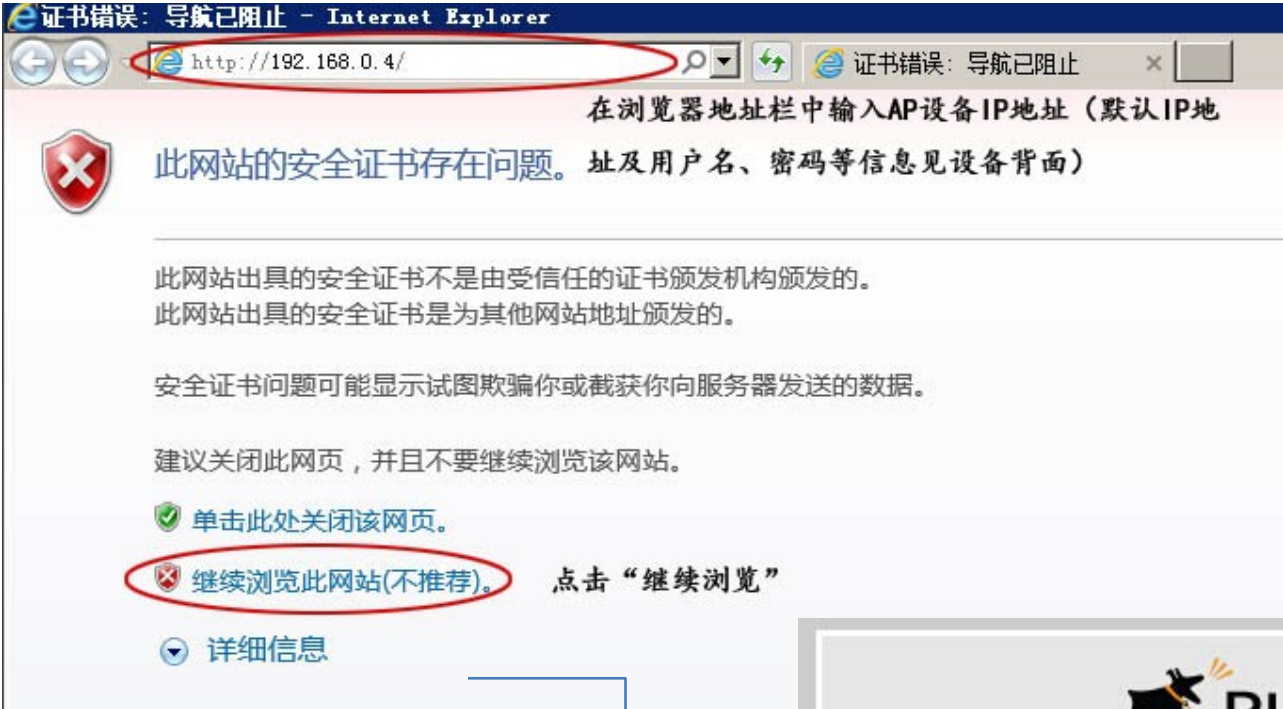 证书错误: 导航已阻止 - Internet Explorer
http://192.168.0.4/
证书错误: 导航已阻止
在浏览器地址栏中输入AP设备IP地址（默认IP地
址及用户名、密码等信息见设备背面）
此网站的安全证书存在问题。
此网站出具的安全证书不是由受信任的证书颁发机构颁发的。
此网站出具的安全证书是为其他网站地址颁发的。
安全证书问题可能显示试图欺骗你或截获你向服务器发送的数据。
建议关闭此网页，并且不要继续浏览该网站。
单击此处关闭该网页。
继续浏览此网站(不推荐)。
点击“继续浏览”
详细信息